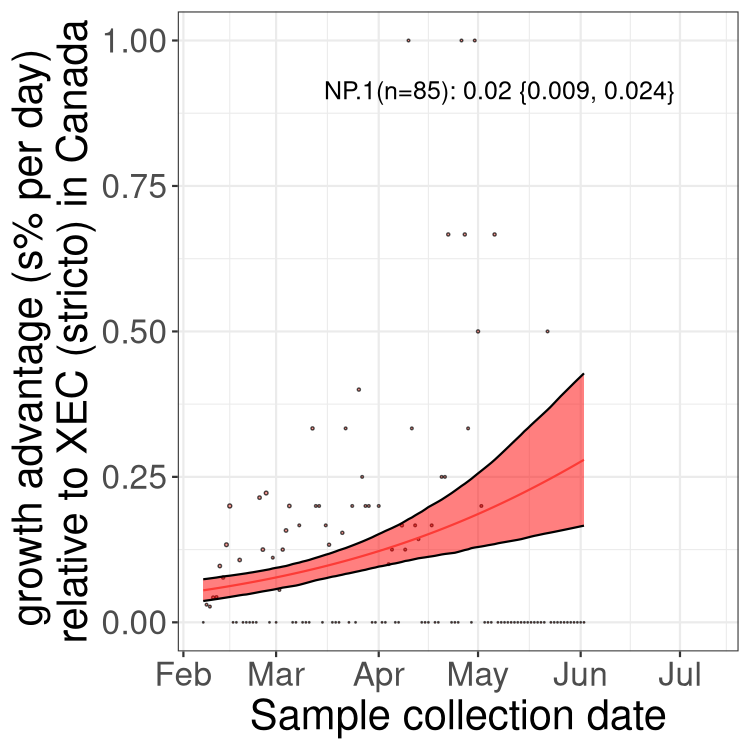 growth advantage (s% per day)
relative to XEC (stricto) in Canada
1.00
0.75
0.50
0.25
0.00
NP.1(n=85): 0.02 {0.009, 0.024}
Feb Mar Apr May Jun Jul
Sample collection date